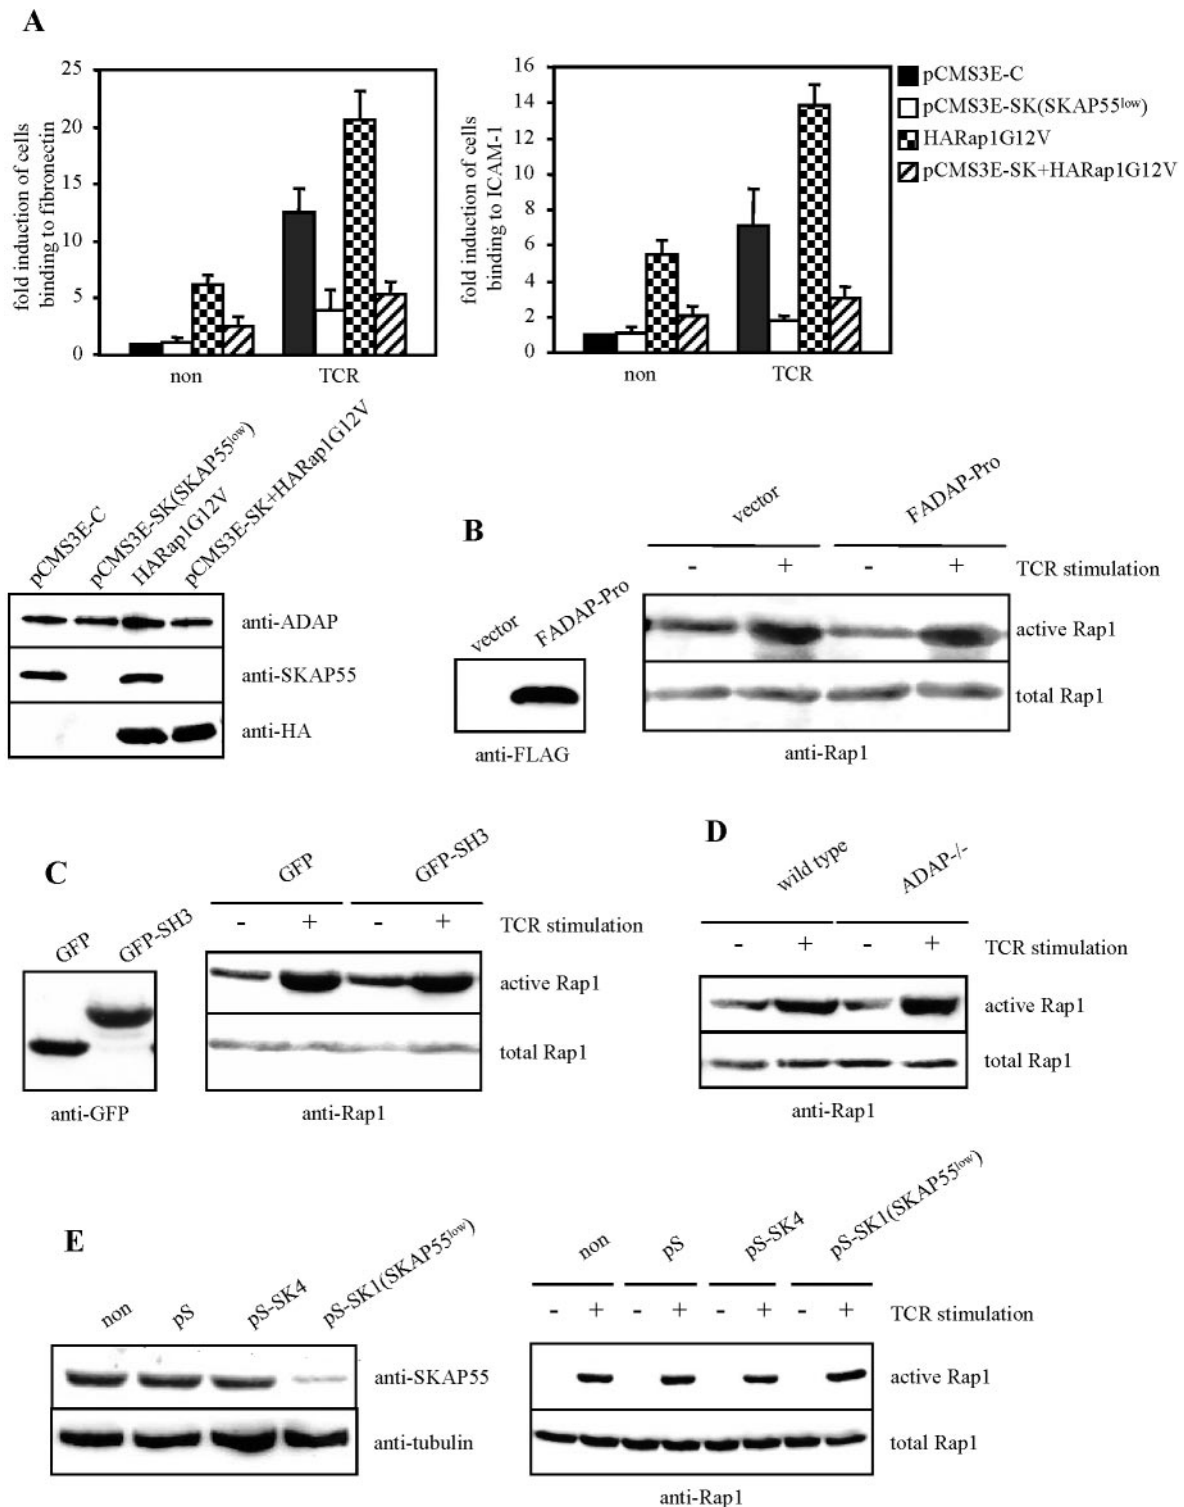 A
25
20
15
10
5
0
fold induction of cells
binding to fibronectin
non
TCR
16
14
12
10
8
6
4
2
0
fold induction of cells
binding to ICAM-1
non
TCR
pCMS3E-C
pCMS3E-SK(SKAP55low)
HARap1G12V
pCMS3E-SK+HARap1G12V
pCMS3E-C
pCMS3E-SK(SKAP55low)
HARap1G12V
pCMS3E-SK+HARap1G12V
anti-ADAP
anti-SKAP55
anti-HA
B
vector
FADAP-Pro
anti-FLAG
vector
FADAP-Pro
- + - + TCR stimulation
active Rap1
total Rap1
anti-Rap1
C
GFP
GFP-SH3
anti-GFP
GFP
GFP-SH3
- + - + TCR stimulation
active Rap1
total Rap1
anti-Rap1
D
wild type
ADAP-/-
- + - + TCR stimulation
active Rap1
total Rap1
anti-Rap1
E
non
pS
pS-SK4
pS-SK1(SKAP55low)
anti-SKAP55
anti-tubulin
non
pS
pS-SK4
pS-SK1(SKAP55low)
- + - + - + - + TCR stimulation
active Rap1
total Rap1
anti-Rap1